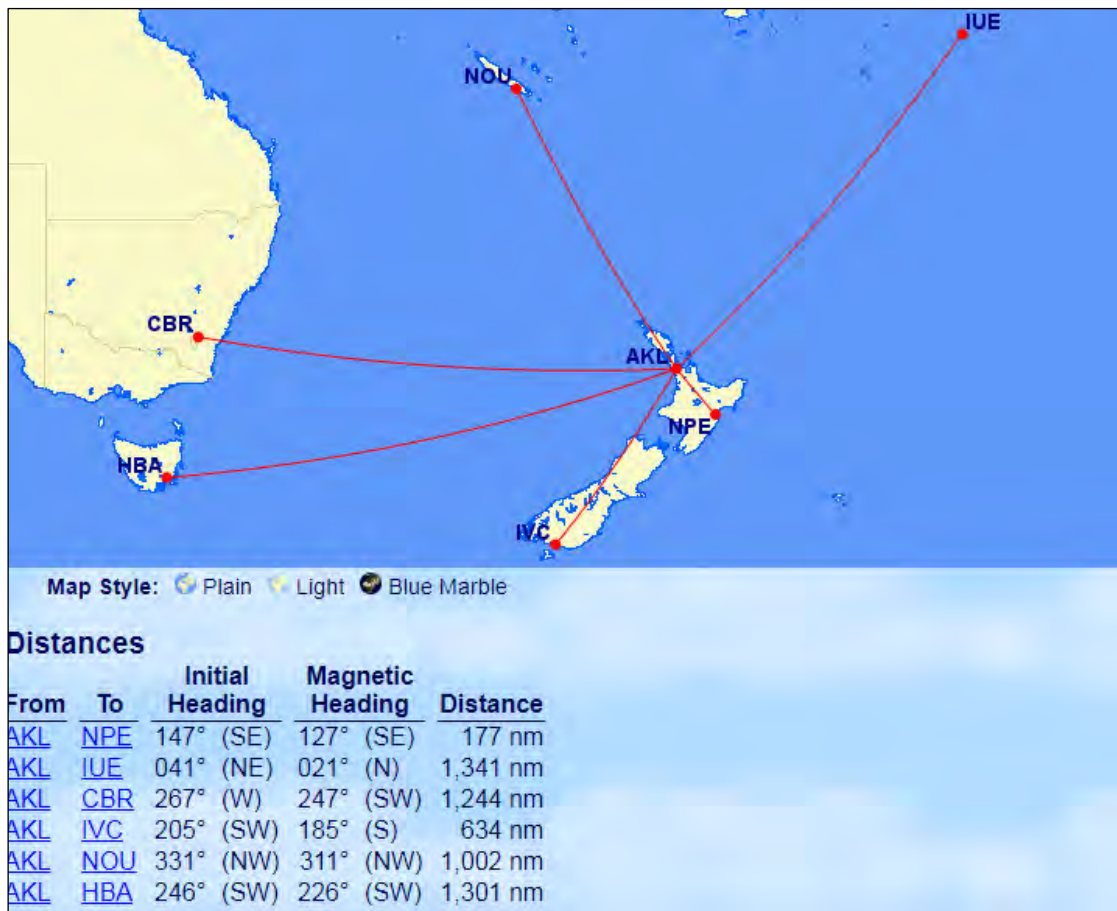 IUE
NOU
CBR
AKL
NPE
HBA
IVC
Map Style: Plain Light Blue Marble
Distances
Initial Magnetic
From To Heading Heading Distance
AKL NPE 147° (SE) 127° (SE) 177 nm
AKL IUE 041° (NE) 021° (N) 1,341 nm
AKL CBR 267° (W) 247° (SW) 1,244 nm
AKL IVC 205° (SW) 185° (S) 634 nm
AKL NOU 331° (NW) 311° (NW) 1,002 nm
AKL HBA 246° (SW) 226° (SW) 1,301 nm